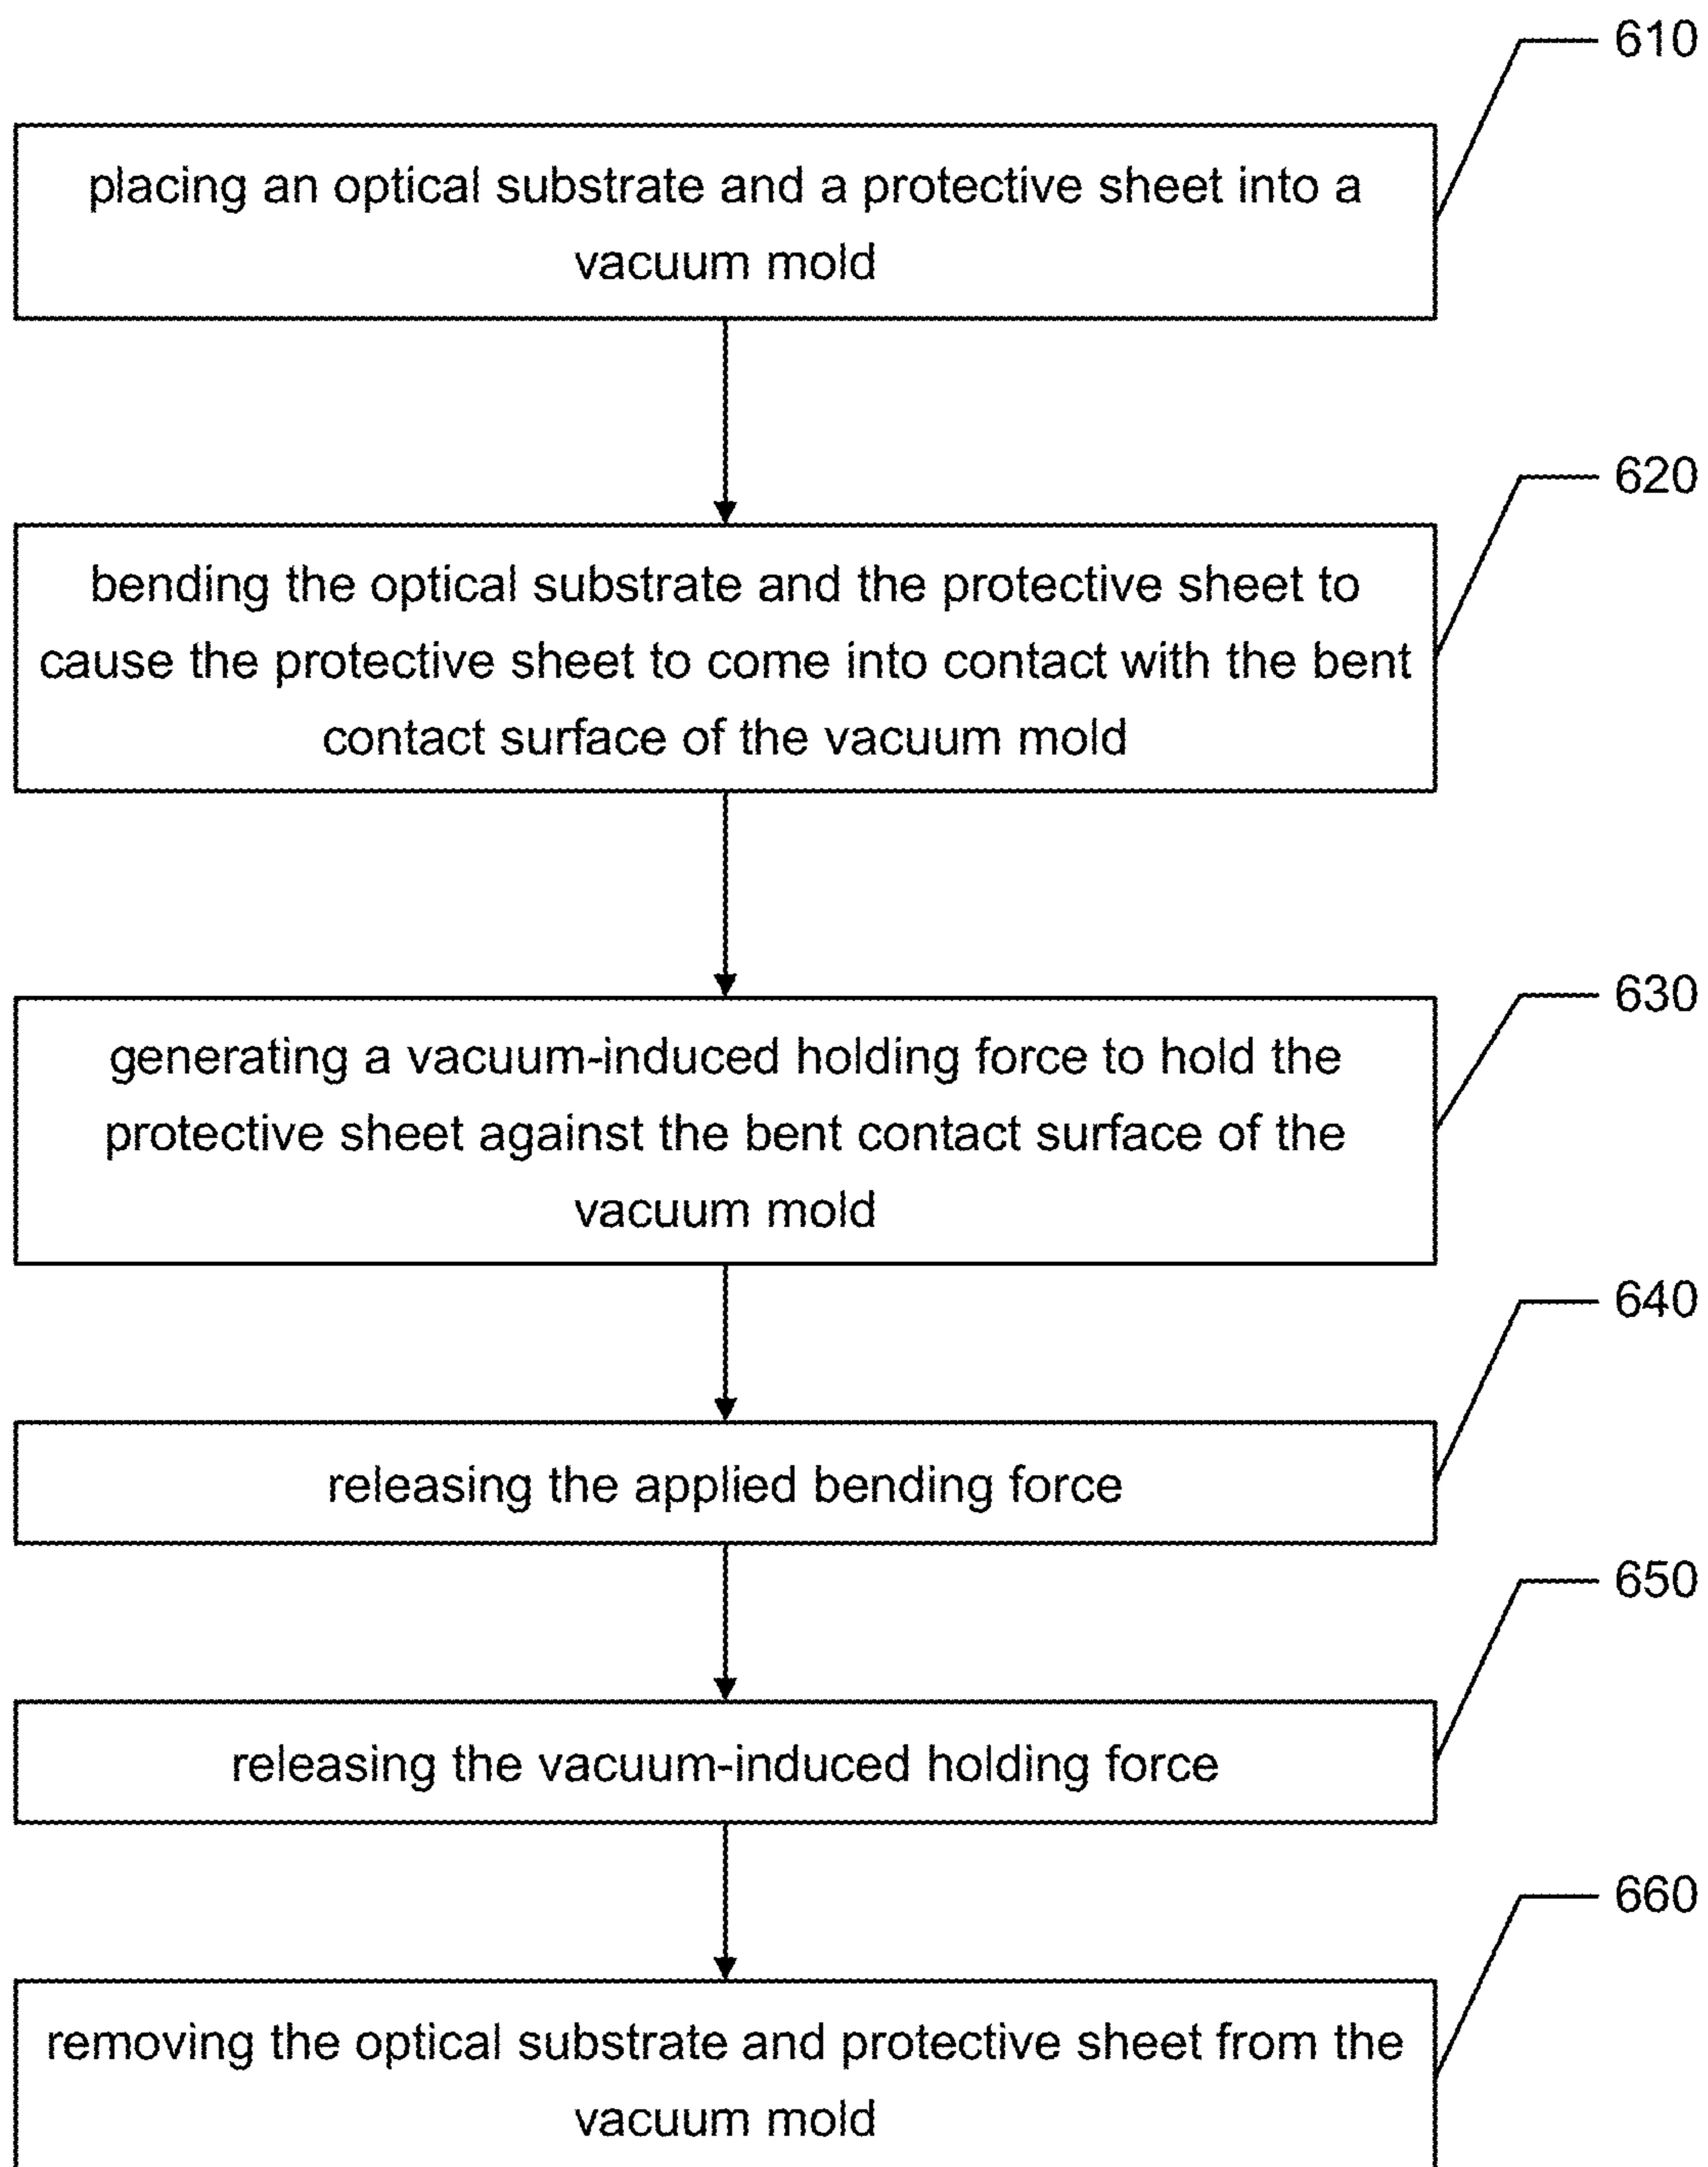 610
placing an optical substrate and a protective sheet into a
vacuum mold
620
bending the optical substrate and the protective sheet to
cause the protective sheet to come into contact with the bent
contact surface of the vacuum mold
630
generating a vacuum-induced holding force to hold the
protective sheet against the bent contact surface of the
vacuum mold
640
releasing the applied bending force
650
releasing the vacuum-induced holding force
660
removing the optical substrate and protective sheet from the
vacuum mold